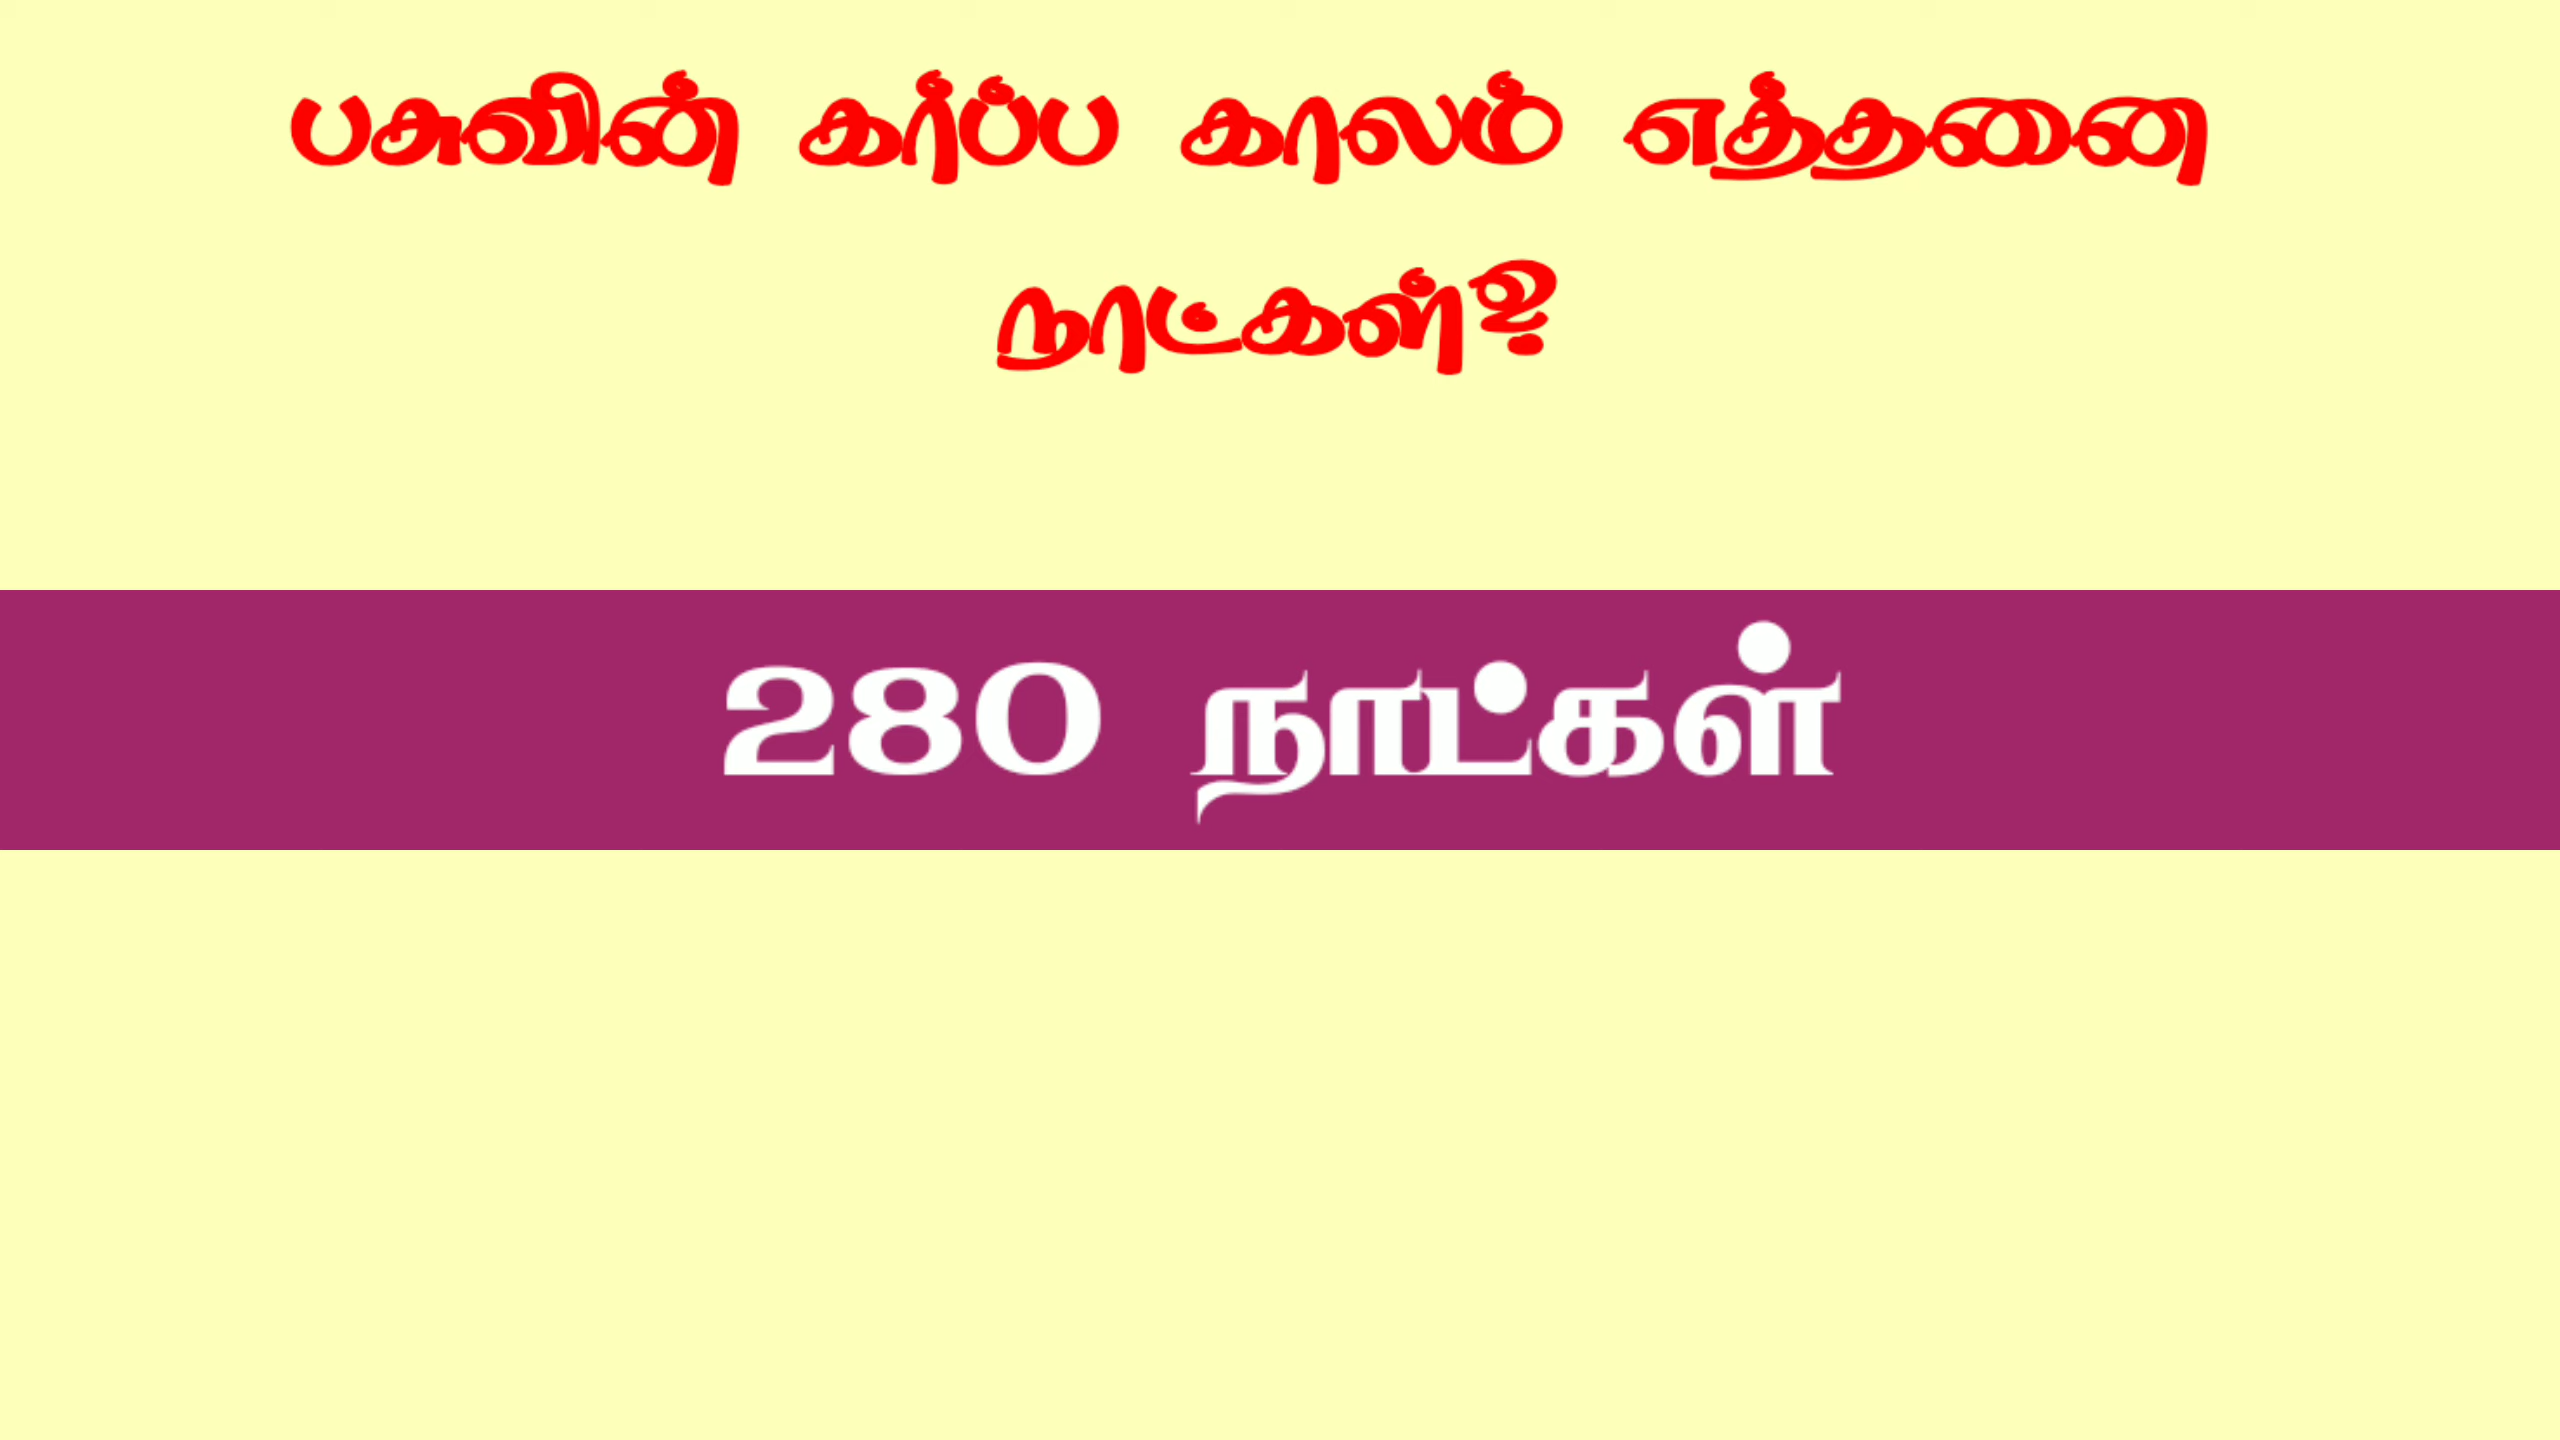 பசுவின் கர்ப்ப காலம் எத்தனை
நாட்கள்?
280 நாட்கள்